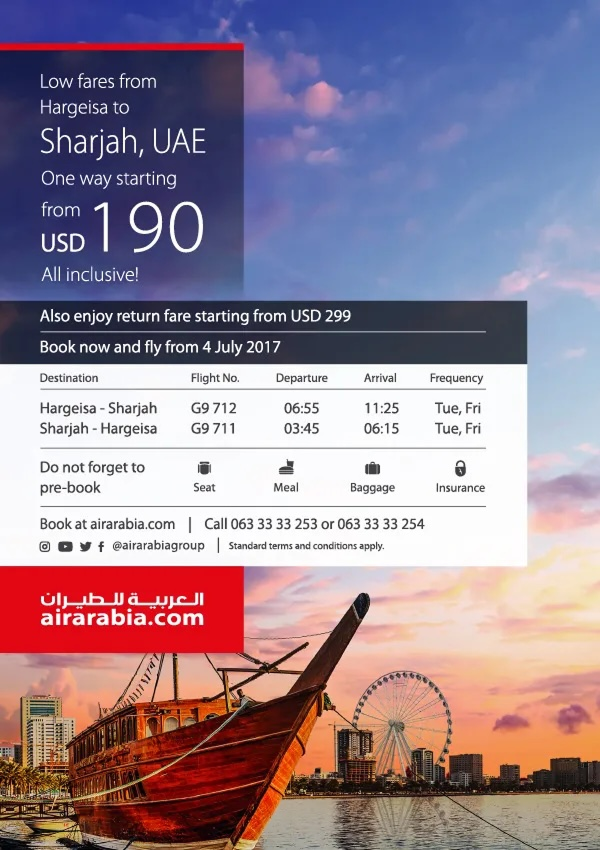 Low fares from
Hargeisa to
Sharjah, UAE
One way starting
from
USD 190
All inclusive!
Also enjoy return fare starting from USD 299
Book now and fly from 4 July 2017
Destination Flight No. Departure Arrival Frequency
Hargeisa - Sharjah G9 712 06:55 11:25 Tue, Fri
Sharjah - Hargeisa G9 711 03:45 06:15 Tue, Fri
Do not forget to
pre-book
Seat Meal Baggage Insurance
Book at airarabia.com | Call 063 33 33 253 or 063 33 33 254
@airarabiagroup | Standard terms and conditions apply.
العربية للطيران
airarabia.com